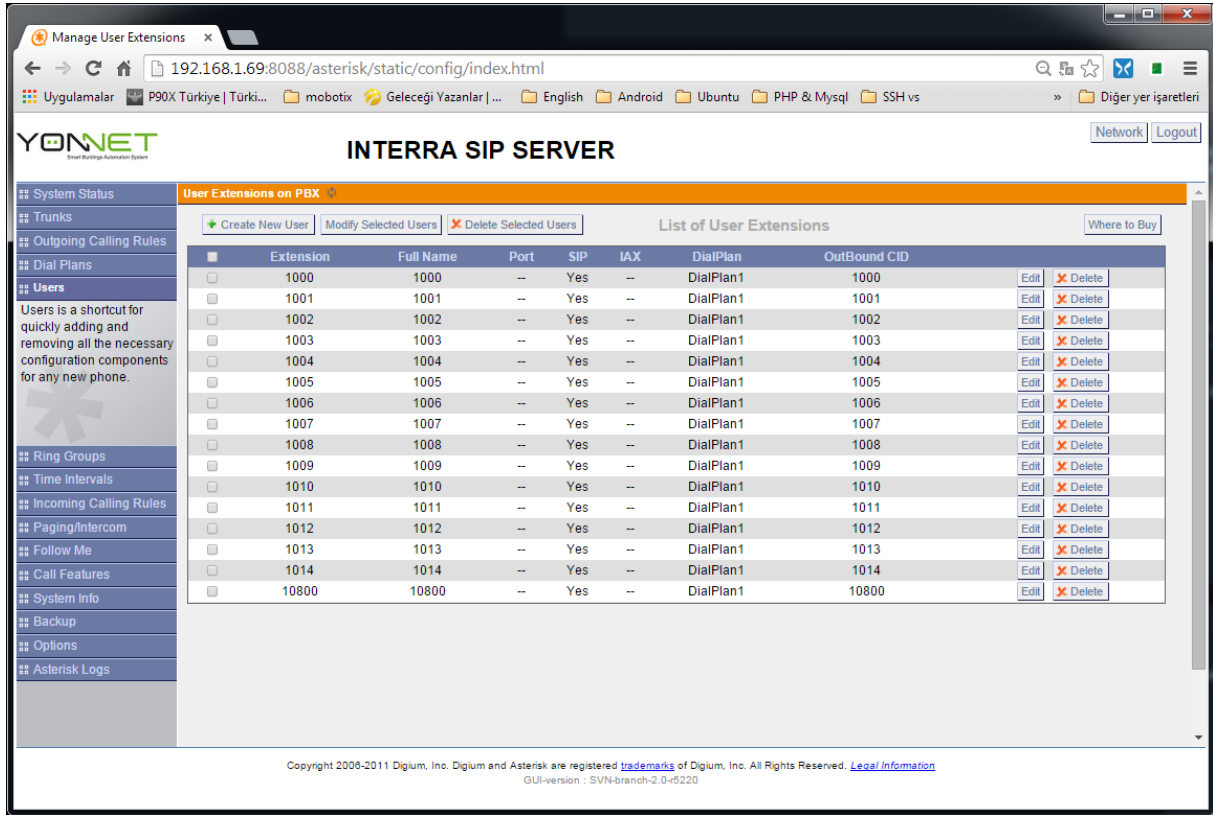 Manage User Extensions
192.168.1.69:8088/asterisk/static/config/index.html
Uygulamalar P90X Türkiye | Türki... mobotix Geleceği Yazanlar | ... English Android Ubuntu PHP & Mysql SSH vs » Diğer yer işaretleri
YONNET
Smart Buildings Automation System
INTERRA SIP SERVER
Network Logout
System Status
Trunks
Outgoing Calling Rules
Dial Plans
Users
Users is a shortcut for
quickly adding and
removing all the necessary
configuration components
for any new phone.
Ring Groups
Time Intervals
Incoming Calling Rules
Paging/Intercom
Follow Me
Call Features
System Info
Backup
Options
Asterisk Logs
User Extensions on PBX
Create New User Modify Selected Users Delete Selected Users List of User Extensions Where to Buy
Extension Full Name Port SIP IAX DialPlan OutBound CID
1000 1000 -- Yes -- DialPlan1 1000 Edit Delete
1001 1001 -- Yes -- DialPlan1 1001 Edit Delete
1002 1002 -- Yes -- DialPlan1 1002 Edit Delete
1003 1003 -- Yes -- DialPlan1 1003 Edit Delete
1004 1004 -- Yes -- DialPlan1 1004 Edit Delete
1005 1005 -- Yes -- DialPlan1 1005 Edit Delete
1006 1006 -- Yes -- DialPlan1 1006 Edit Delete
1007 1007 -- Yes -- DialPlan1 1007 Edit Delete
1008 1008 -- Yes -- DialPlan1 1008 Edit Delete
1009 1009 -- Yes -- DialPlan1 1009 Edit Delete
1010 1010 -- Yes -- DialPlan1 1010 Edit Delete
1011 1011 -- Yes -- DialPlan1 1011 Edit Delete
1012 1012 -- Yes -- DialPlan1 1012 Edit Delete
1013 1013 -- Yes -- DialPlan1 1013 Edit Delete
1014 1014 -- Yes -- DialPlan1 1014 Edit Delete
10800 10800 -- Yes -- DialPlan1 10800 Edit Delete
Copyright 2006-2011 Digium, Inc. Digium and Asterisk are registered trademarks of Digium, Inc. All Rights Reserved. Legal Information
GUI-version : SVN-branch-2.0-r5220